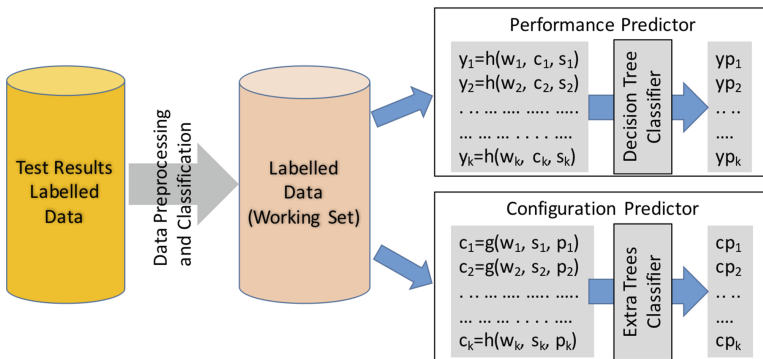 Test Results
Labelled
Data
Data Preprocessing
and Classification
Labelled
Data
(Working Set)
Performance Predictor
y₁=h(w₁, c₁, s₁)
y₂=h(w₂, c₂, s₂)
. .. ... .... ..... .....
... ... ... . . . . ....
yₖ=h(wₖ, cₖ, sₖ)
Decision Tree
Classifier
yp₁
yp₂
.. ..
....
ypₖ
Configuration Predictor
c₁=g(w₁, s₁, p₁)
c₂=g(w₂, s₂, p₂)
. .. ... .... ..... .....
... ... ... . . . . ....
cₖ=h(wₖ, sₖ, pₖ)
Extra Trees
Classifier
cp₁
cp₂
.. ..
....
cpₖ